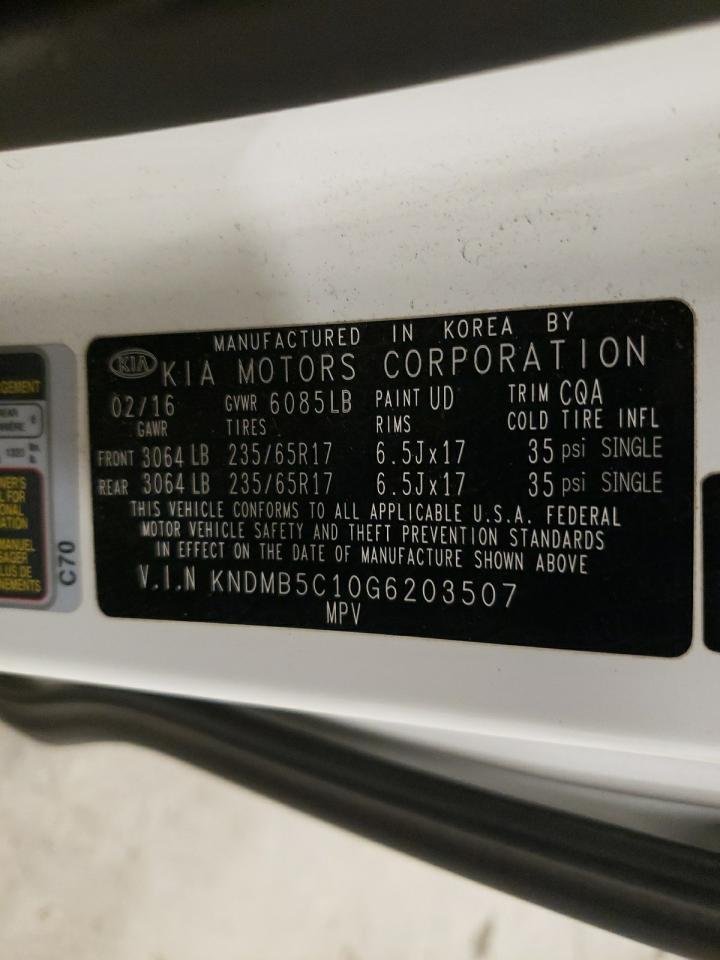 MANUFACTURED IN KOREA BY
KIA KIA MOTORS CORPORATION
02/16 GVWR 6085LB PAINT UD TRIM CQA
GAWR TIRES RIMS COLD TIRE INFL
FRONT 3064 LB 235/65R17 6.5Jx17 35 psi SINGLE
REAR 3064 LB 235/65R17 6.5Jx17 35 psi SINGLE
THIS VEHICLE CONFORMS TO ALL APPLICABLE U.S.A. FEDERAL
MOTOR VEHICLE SAFETY AND THEFT PREVENTION STANDARDS
IN EFFECT ON THE DATE OF MANUFACTURE SHOWN ABOVE
V.I.N KNDMB5C10G6203507
MPV
C70